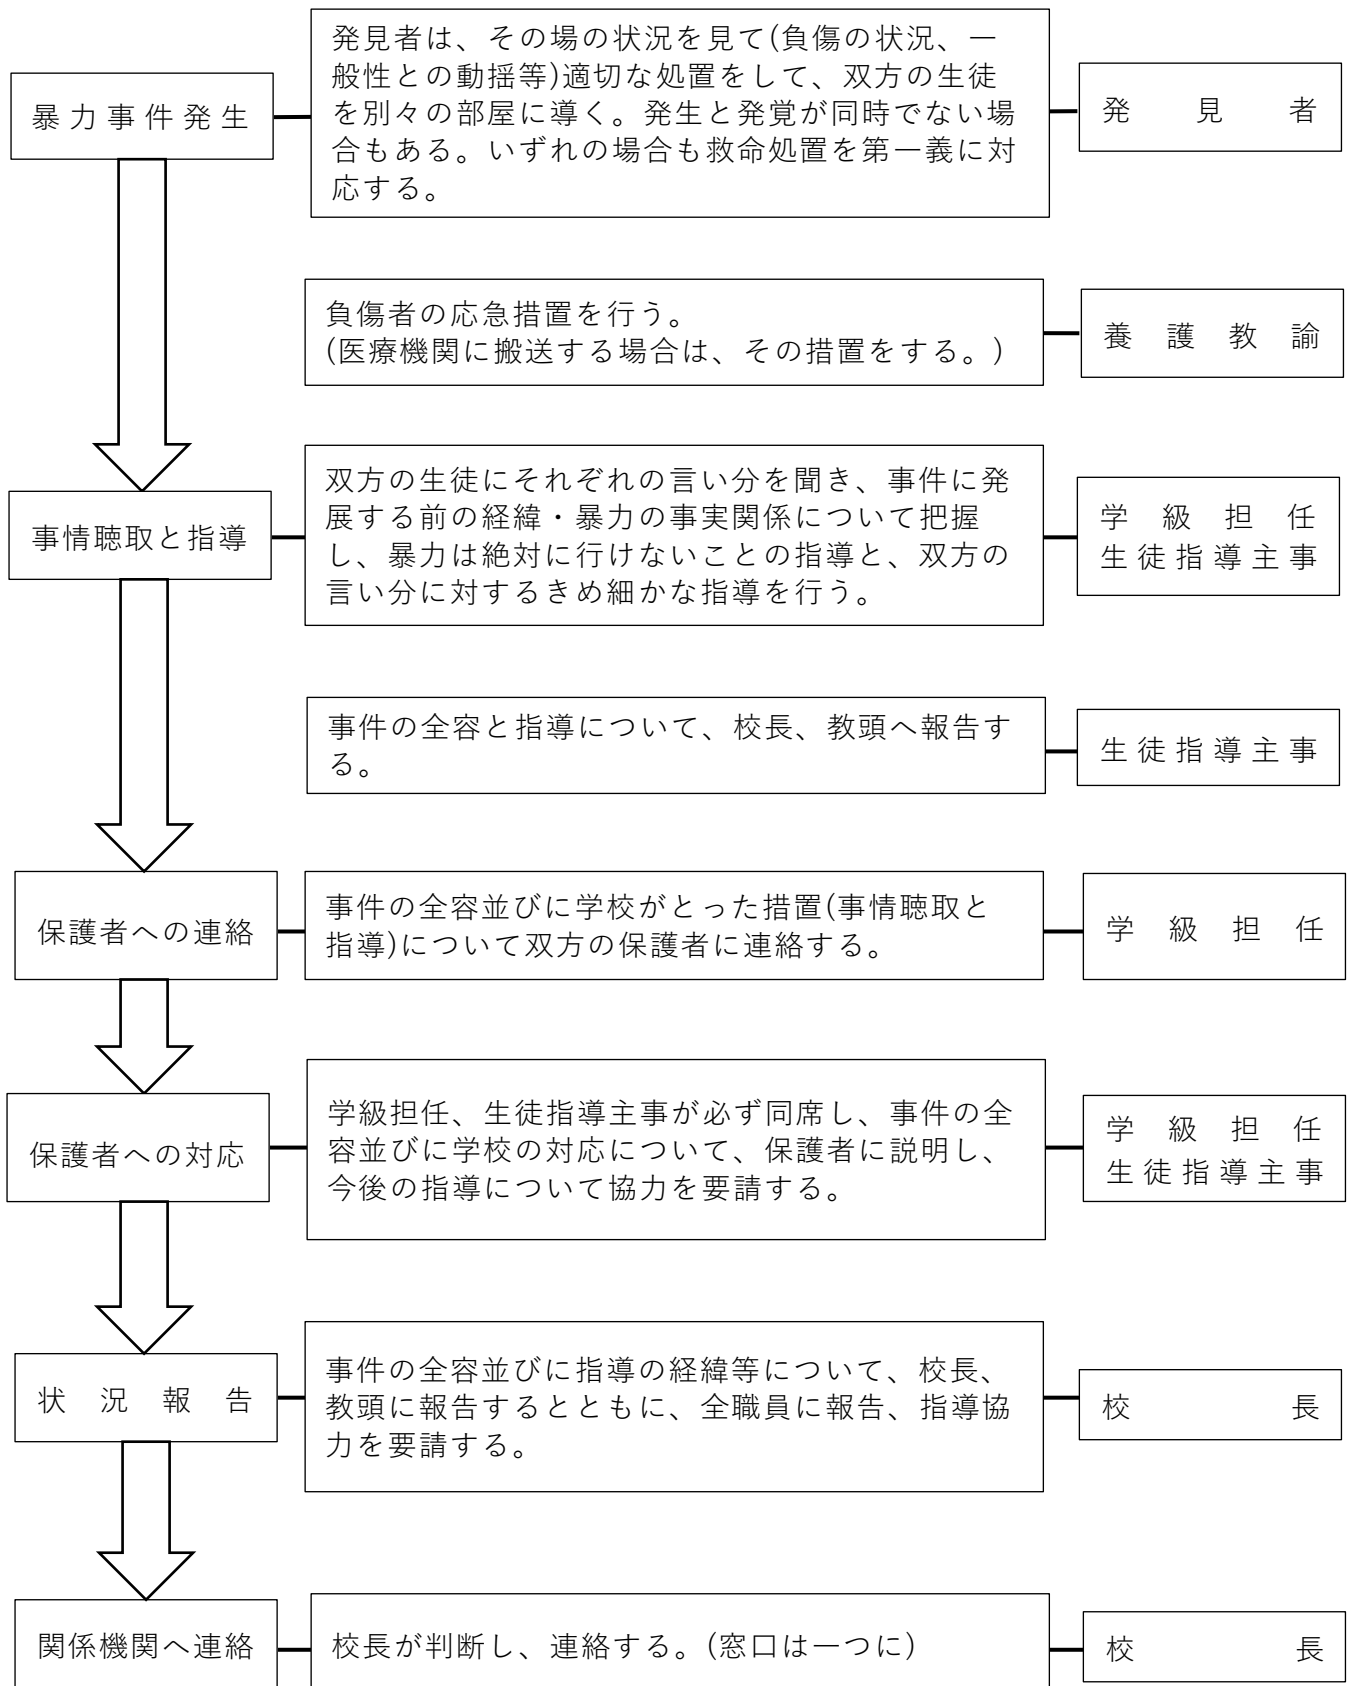 暴力事件発生
発見者は、その場の状況を見て(負傷の状況、一
般性との動揺等)適切な処置をして、双方の生徒
を別々の部屋に導く。発生と発覚が同時でない場
合もある。いずれの場合も救命処置を第一義に対
応する。
発見者
負傷者の応急措置を行う。
(医療機関に搬送する場合は、その措置をする。)
養護教諭
事情聴取と指導
双方の生徒にそれぞれの言い分を聞き、事件に発
展する前の経緯・暴力の事実関係について把握
し、暴力は絶対に行けないことの指導と、双方の
言い分に対するきめ細かな指導を行う。
学級担任
生徒指導主事
事件の全容と指導について、校長、教頭へ報告す
る。
生徒指導主事
保護者への連絡
事件の全容並びに学校がとった措置(事情聴取と
指導)について双方の保護者に連絡する。
学級担任
保護者への対応
学級担任、生徒指導主事が必ず同席し、事件の全
容並びに学校の対応について、保護者に説明し、
今後の指導について協力を要請する。
学級担任
生徒指導主事
状況報告
事件の全容並びに指導の経緯等について、校長、
教頭に報告するとともに、全職員に報告、指導協
力を要請する。
校長
関係機関へ連絡
校長が判断し、連絡する。(窓口は一つに)
校長